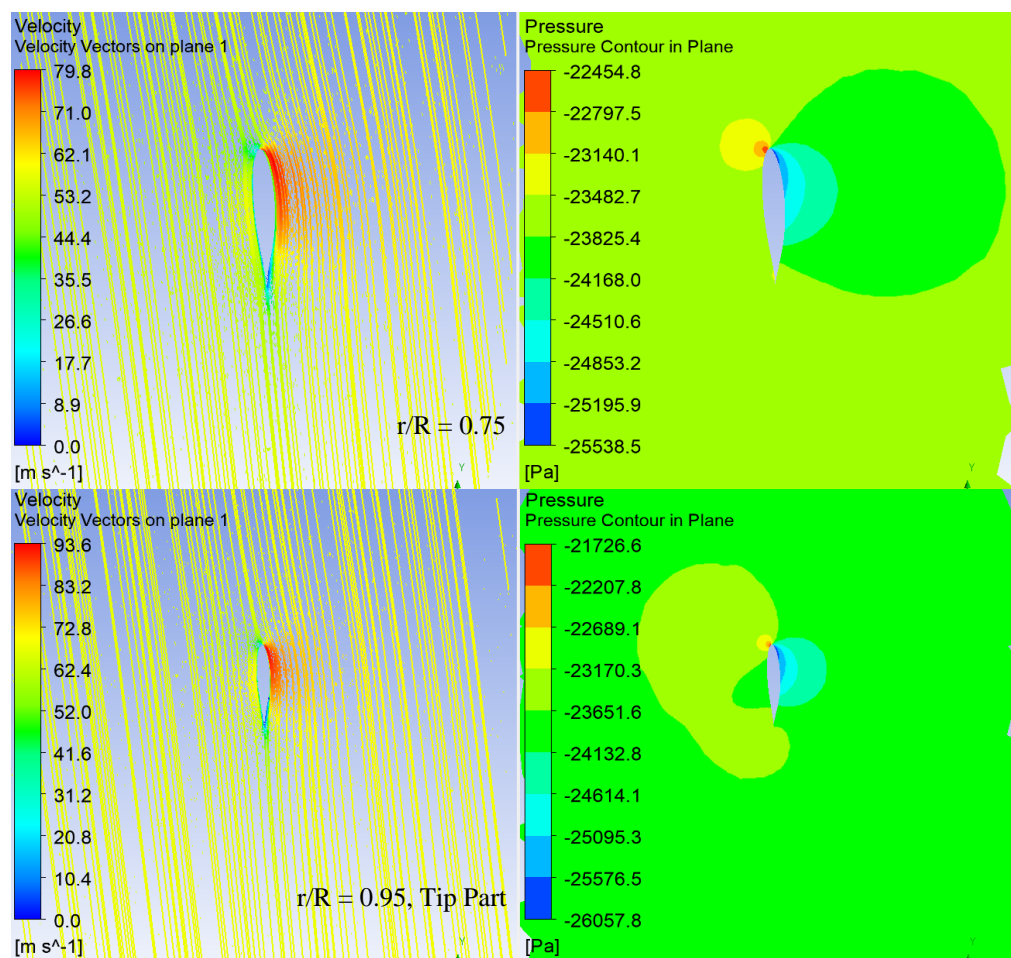 Velocity
Velocity Vectors on plane 1
79.8
71.0
62.1
53.2
44.4
35.5
26.6
17.7
8.9
0.0
[m s^-1]
r/R = 0.75
Y
Pressure
Pressure Contour in Plane
-22454.8
-22797.5
-23140.1
-23482.7
-23825.4
-24168.0
-24510.6
-24853.2
-25195.9
-25538.5
[Pa]
Y
Velocity
Velocity Vectors on plane 1
93.6
83.2
72.8
62.4
52.0
41.6
31.2
20.8
10.4
0.0
[m s^-1]
r/R = 0.95, Tip Part
Y
Pressure
Pressure Contour in Plane
-21726.6
-22207.8
-22689.1
-23170.3
-23651.6
-24132.8
-24614.1
-25095.3
-25576.5
-26057.8
[Pa]
Y